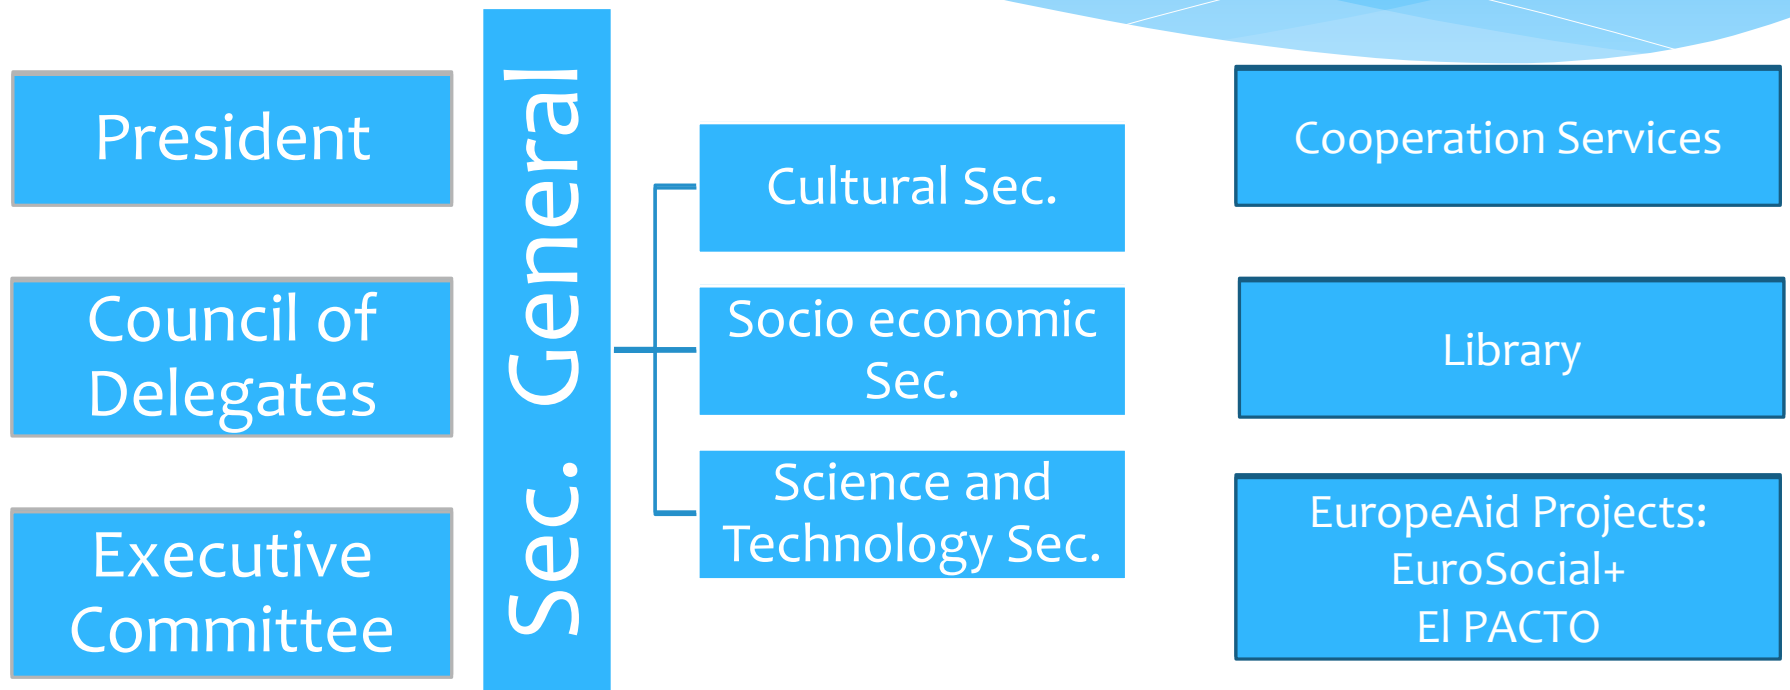 President
Council of
Delegates
Executive
Committee
Sec. General
Cultural Sec.
Socio economic
Sec.
Science and
Technology Sec.
Cooperation Services
Library
EuropeAid Projects:
EuroSocial+
El PACTO